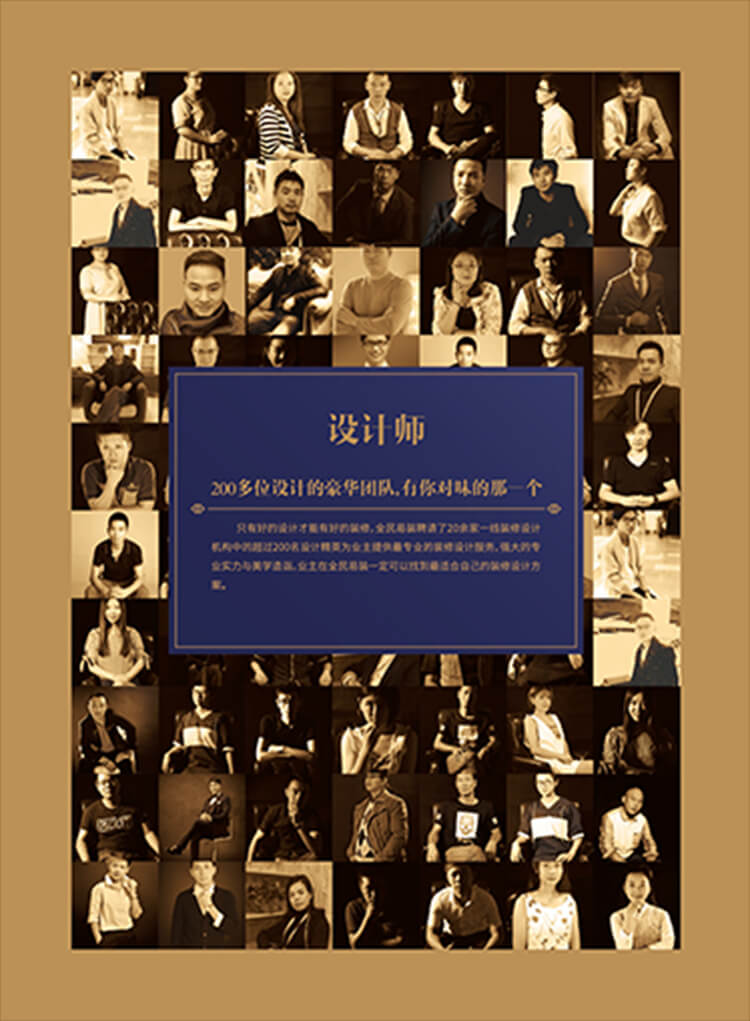 设计师
200多位设计的豪华团队,有你对味的那一个
只有好的设计才能有好的装修,全民易装聘请了20余家一线装修设计
机构中的超过200名设计精英为业主提供最专业的装修设计服务,强大的专
业实力与美学造诣,业主在全民易装一定可以找到最适合自己的装修设计方
案。